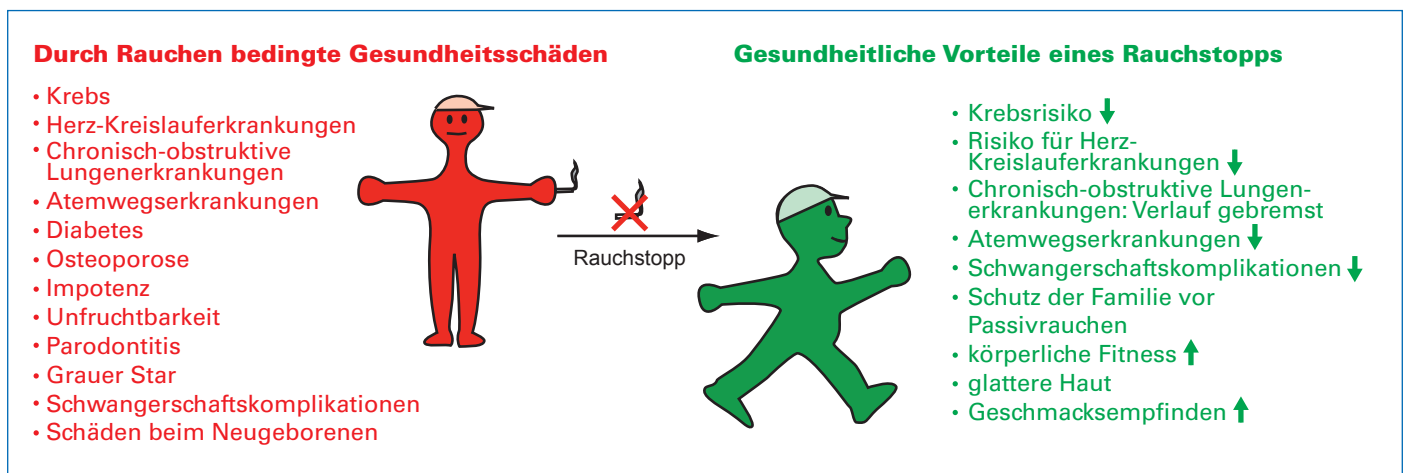 Durch Rauchen bedingte Gesundheitsschäden
• Krebs
• Herz-Kreislauferkrankungen
• Chronisch-obstruktive
Lungenerkrankungen
• Atemwegserkrankungen
• Diabetes
• Osteoporose
• Impotenz
• Unfruchtbarkeit
• Parodontitis
• Grauer Star
• Schwangerschaftskomplikationen
• Schäden beim Neugeborenen
Rauchstopp
Gesundheitliche Vorteile eines Rauchstopps
• Krebsrisiko ↓
• Risiko für Herz-
Kreislauferkrankungen ↓
• Chronisch-obstruktive Lungen-
erkrankungen: Verlauf gebremst
• Atemwegserkrankungen ↓
• Schwangerschaftskomplikationen ↓
• Schutz der Familie vor
Passivrauchen
• körperliche Fitness ↑
• glattere Haut
• Geschmacksempfinden ↑